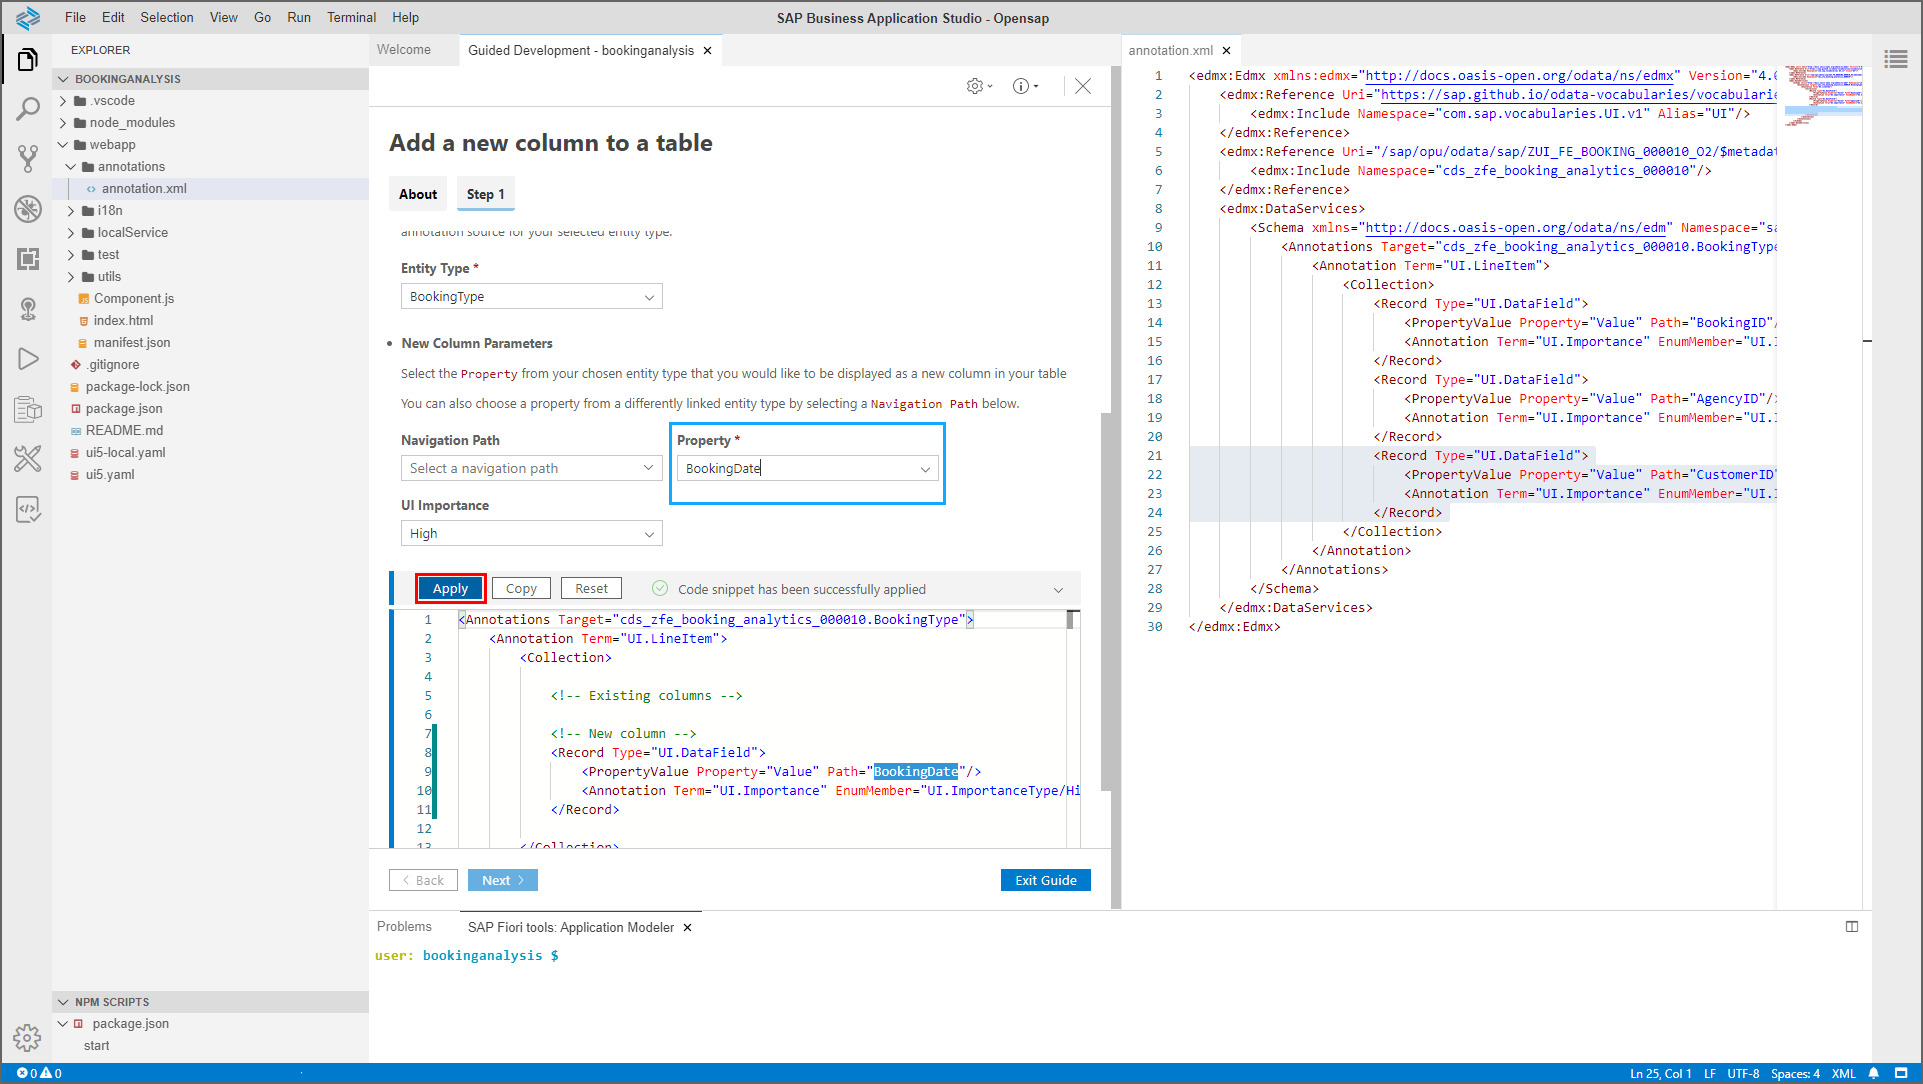 File Edit Selection View Go Run Terminal Help
SAP Business Application Studio - Opensap
EXPLORER
BOOKINGANALYSIS
.vscode
node_modules
webapp
annotations
annotation.xml
i18n
localService
test
utils
Component.js
index.html
manifest.json
.gitignore
package-lock.json
package.json
README.md
ui5-local.yaml
ui5.yaml
NPM SCRIPTS
package.json
start
Welcome
Guided Development - bookinganalysis
Add a new column to a table
About
Step 1
annotation source for your selected entity type.
Entity Type *
BookingType
• New Column Parameters
Select the Property from your chosen entity type that you would like to be displayed as a new column in your table
You can also choose a property from a differently linked entity type by selecting a Navigation Path below.
Navigation Path
Select a navigation path
Property *
BookingDate
UI Importance
High
Apply
Copy
Reset
Code snippet has been successfully applied
1 <Annotations Target="cds_zfe_booking_analytics_000010.BookingType">
2 <Annotation Term="UI.LineItem">
3 <Collection>
4
5 <!-- Existing columns -->
6
7 <!-- New column -->
8 <Record Type="UI.DataField">
9 <PropertyValue Property="Value" Path="BookingDate"/>
10 <Annotation Term="UI.Importance" EnumMember="UI.ImportanceType/Hi
11 </Record>
12
13 </Collection>
< Back
Next >
Exit Guide
annotation.xml
1 <edmx:Edmx xmlns:edmx="http://docs.oasis-open.org/odata/ns/edmx" Version="4.0
2 <edmx:Reference Uri="https://sap.github.io/odata-vocabularies/vocabularie
3 <edmx:Include Namespace="com.sap.vocabularies.UI.v1" Alias="UI"/>
4 </edmx:Reference>
5 <edmx:Reference Uri="/sap/opu/odata/sap/ZUI_FE_BOOKING_000010_O2/$metadat
6 <edmx:Include Namespace="cds_zfe_booking_analytics_000010"/>
7 </edmx:Reference>
8 <edmx:DataServices>
9 <Schema xmlns="http://docs.oasis-open.org/odata/ns/edm" Namespace="sa
10 <Annotations Target="cds_zfe_booking_analytics_000010.BookingType
11 <Annotation Term="UI.LineItem">
12 <Collection>
13 <Record Type="UI.DataField">
14 <PropertyValue Property="Value" Path="BookingID"/
15 <Annotation Term="UI.Importance" EnumMember="UI.I
16 </Record>
17 <Record Type="UI.DataField">
18 <PropertyValue Property="Value" Path="AgencyID"/>
19 <Annotation Term="UI.Importance" EnumMember="UI.I
20 </Record>
21 <Record Type="UI.DataField">
22 <PropertyValue Property="Value" Path="CustomerID"
23 <Annotation Term="UI.Importance" EnumMember="UI.I
24 </Record>
25 </Collection>
26 </Annotation>
27 </Annotations>
28 </Schema>
29 </edmx:DataServices>
30 </edmx:Edmx>
Problems
SAP Fiori tools: Application Modeler
user: bookinganalysis $
0 0
Ln 25, Col 1 LF UTF-8 Spaces: 4 XML